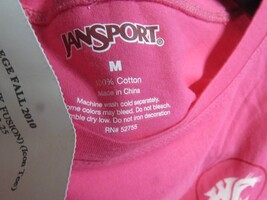 JANSPORT
M
100% Cotton
Made in China
Machine wash cold separately.
Some colors may bleed. Do not bleach.
Tumble dry low. Do not iron decoration
RN# 52755
EGE FALL 2010